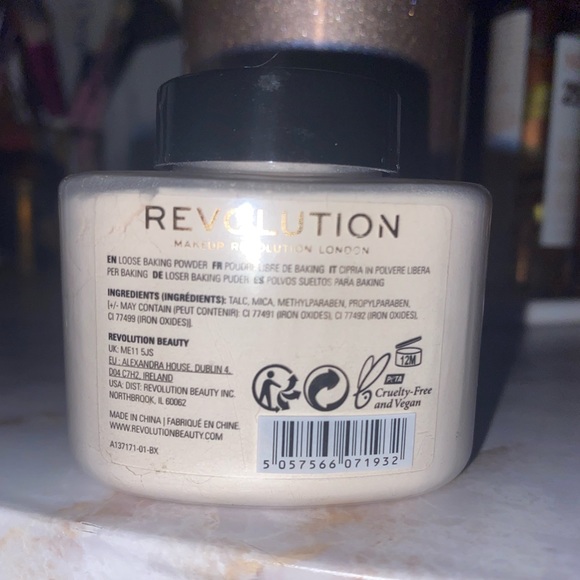 REVOLUTION
MAKEUP REVOLUTION LONDON
EN LOOSE BAKING POWDER FR POUDRE LIBRE DE BAKING IT CIPRIA IN POLVERE LIBERA
PER BAKING DE LOSER BAKING PUDER ES POLVOS SUELTOS PARA BAKING
INGREDIENTS (INGRÉDIENTS): TALC, MICA, METHYLPARABEN, PROPYLPARABEN,
[+/- MAY CONTAIN (PEUT CONTENIR): CI 77491 (IRON OXIDES), CI 77492 (IRON OXIDES),
CI 77499 (IRON OXIDES)].
REVOLUTION BEAUTY
UK: ME11 5JS
EU : ALEXANDRA HOUSE, DUBLIN 4,
D04 C7H2, IRELAND
USA: DIST: REVOLUTION BEAUTY INC.
NORTHBROOK, IL 60062
MADE IN CHINA | FABRIQUÉ EN CHINE.
WWW.REVOLUTIONBEAUTY.COM
A137171-01-BX
12M
PETA
Cruelty-Free
and Vegan
5 057566 071932